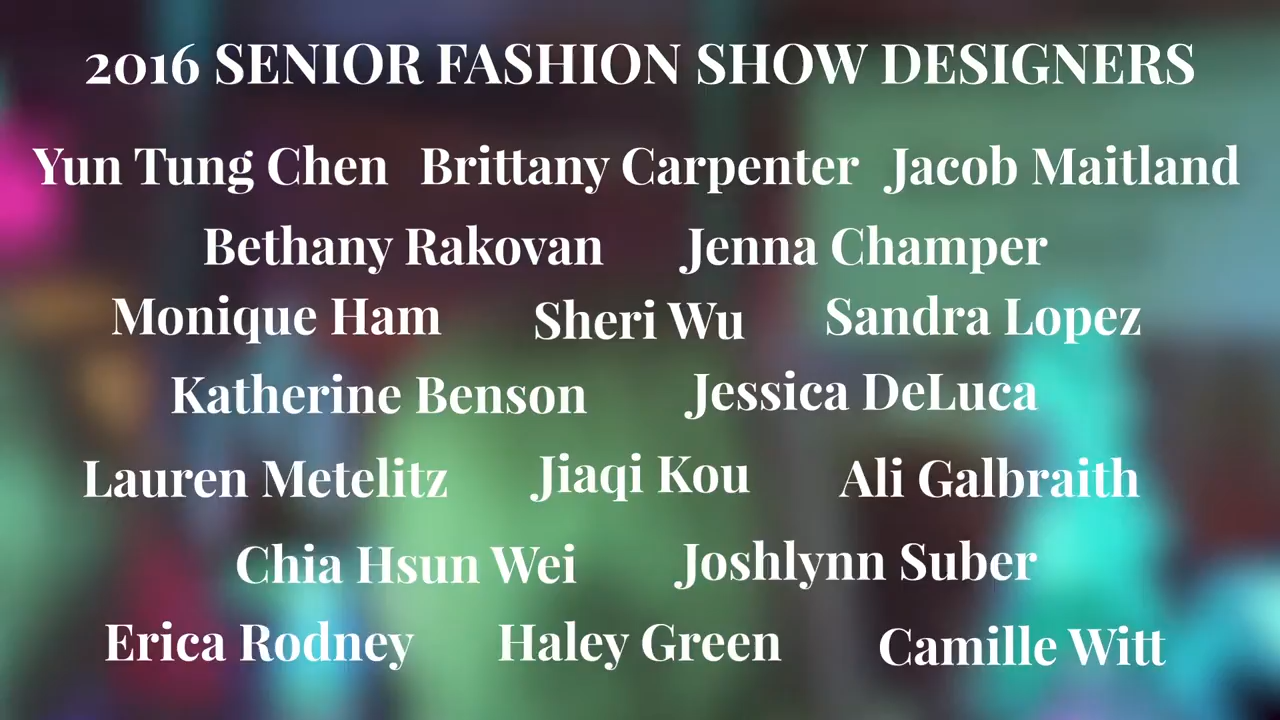 2016 SENIOR FASHION SHOW DESIGNERS
Yun Tung Chen Brittany Carpenter Jacob Maitland
Bethany Rakovan Jenna Champer
Monique Ham Sheri Wu Sandra Lopez
Katherine Benson Jessica DeLuca
Lauren Metelitz Jiaqi Kou Ali Galbraith
Chia Hsun Wei Joshlynn Suber
Erica Rodney Haley Green Camille Witt